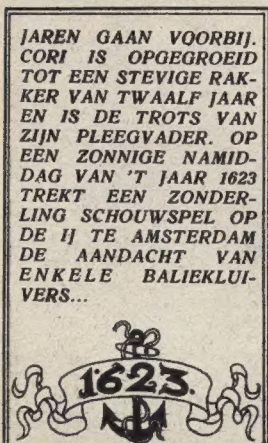 JAREN GAAN VOORBIJ.
CORI IS OPGEGROEID
TOT EEN STEVIGE RAK-
KER VAN TWAALF JAAR
EN IS DE TROTS VAN
ZIJN PLEEGVADER. OP
EEN ZONNIGE NAMID-
DAG VAN 'T JAAR 1623
TREKT EEN ZONDER-
LING SCHOUWSPEL OP
DE IJ TE AMSTERDAM
DE AANDACHT VAN
ENKELE BALIEKLUI-
VERS...
1623.